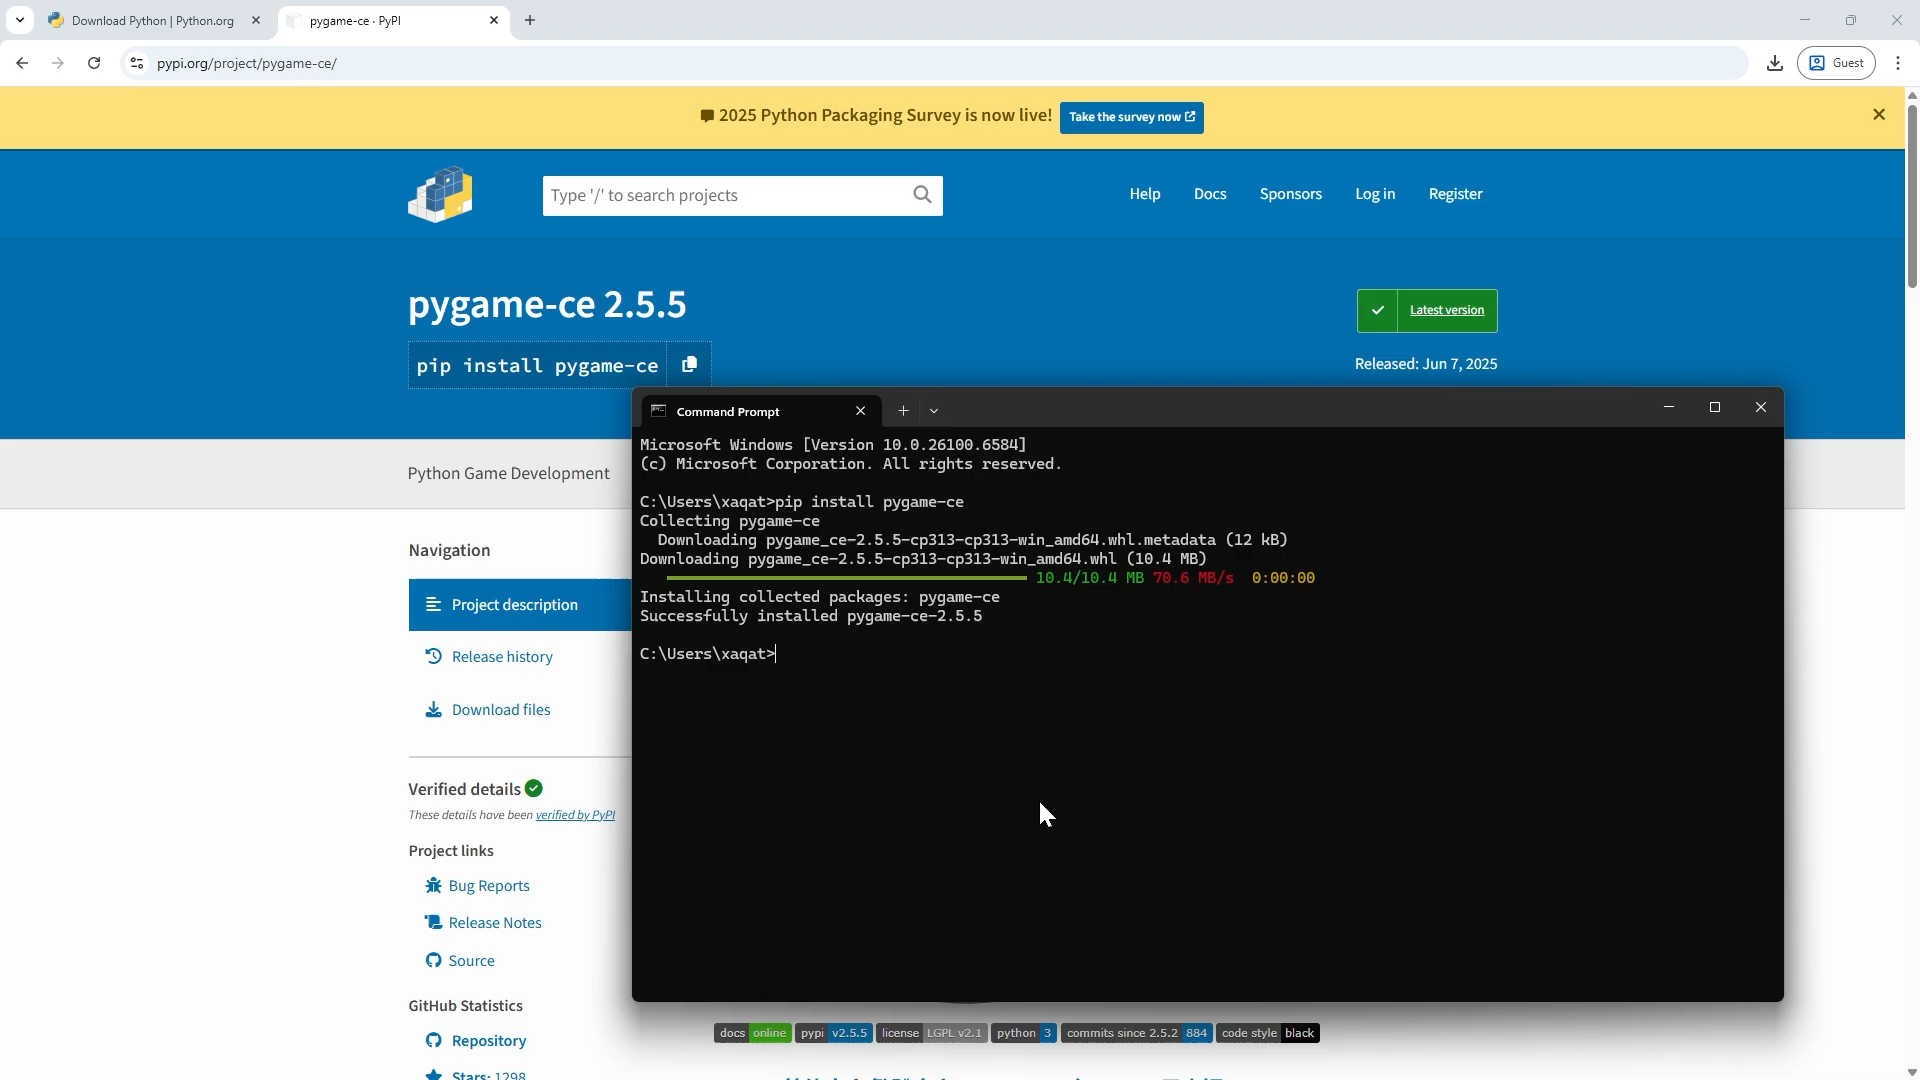 Download Python | Python.org
pygame-ce · PyPI
pypi.org/project/pygame-ce/
Guest
2025 Python Packaging Survey is now live!
Take the survey now
Type '/' to search projects
Help
Docs
Sponsors
Log in
Register
pygame-ce 2.5.5
Latest version
pip install pygame-ce
Released: Jun 7, 2025
Python Game Development
Command Prompt
Microsoft Windows [Version 10.0.26100.6584]
(c) Microsoft Corporation. All rights reserved.
C:\Users\xaqat>pip install pygame-ce
Collecting pygame-ce
Downloading pygame_ce-2.5.5-cp313-cp313-win_amd64.whl.metadata (12 kB)
Downloading pygame_ce-2.5.5-cp313-cp313-win_amd64.whl (10.4 MB)
10.4/10.4 MB 70.6 MB/s 0:00:00
Installing collected packages: pygame-ce
Successfully installed pygame-ce-2.5.5
C:\Users\xaqat>
Navigation
Project description
Release history
Download files
Verified details
These details have been verified by PyPI
Project links
Bug Reports
Release Notes
Source
GitHub Statistics
Repository
Stars: 1298
docs online pypi v2.5.5 license LGPL v2.1 python 3 commits since 2.5.2 884 code style black